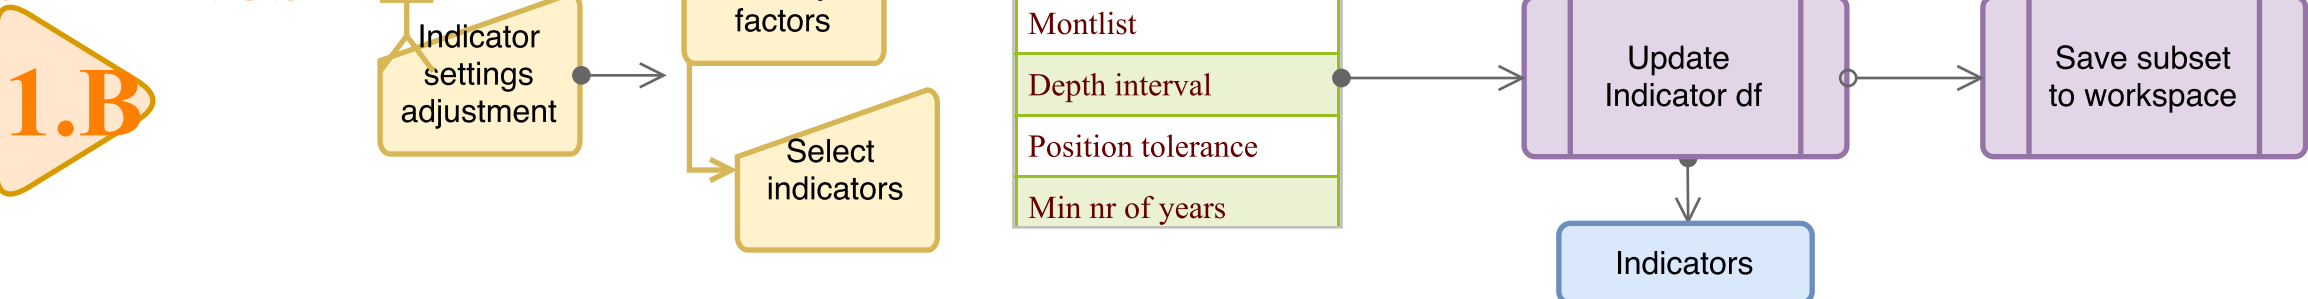 1.B
Indicator
settings
adjustment
factors
Select
indicators
Montlist
Depth interval
Position tolerance
Min nr of years
Update
Indicator df
Save subset
to workspace
Indicators